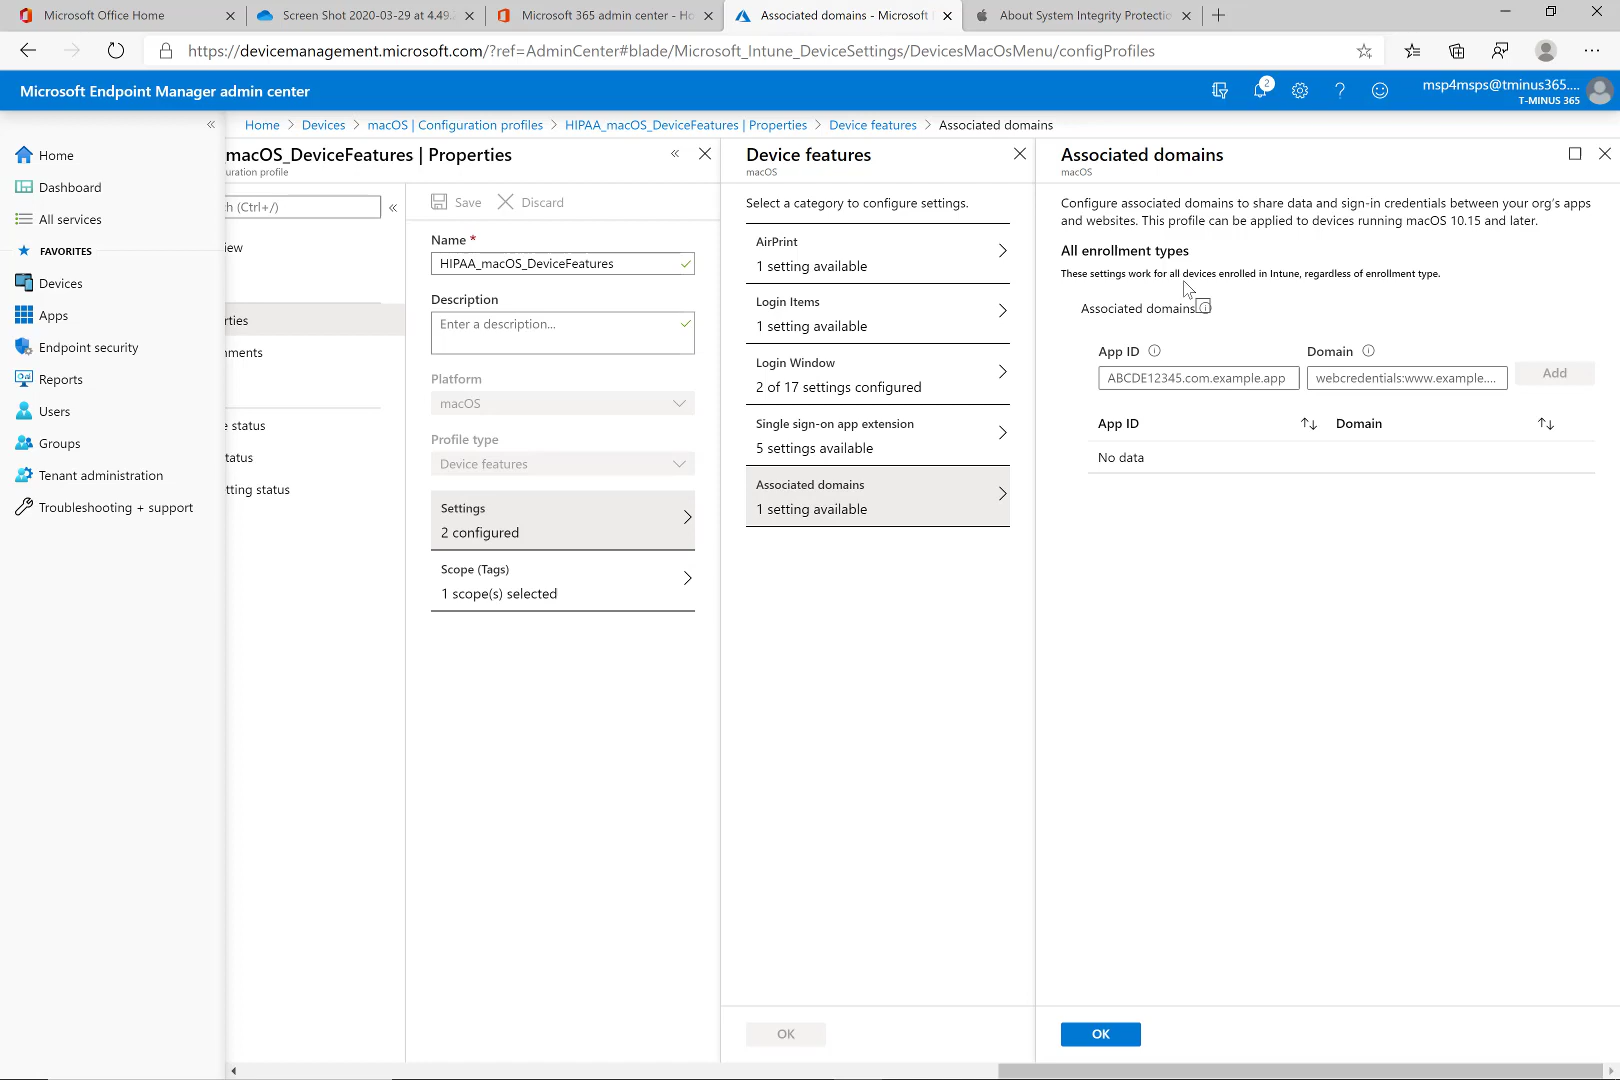 Microsoft Office Home
Screen Shot 2020-03-29 at 4.49.
Microsoft 365 admin center - Ho
Associated domains - Microsoft
About System Integrity Protectio
https://devicemanagement.microsoft.com/?ref=AdminCenter#blade/Microsoft_Intune_DeviceSettings/DevicesMacOsMenu/configProfiles
Microsoft Endpoint Manager admin center
2
msp4msps@tminus365....
T-MINUS 365
Home > Devices > macOS | Configuration profiles > HIPAA_macOS_DeviceFeatures | Properties > Device features > Associated domains
Home
Dashboard
All services
FAVORITES
Devices
Apps
Endpoint security
Reports
Users
Groups
Tenant administration
Troubleshooting + support
macOS_DeviceFeatures | Properties
uration profile
h (Ctrl+/)
ew
rties
nments
e status
tatus
tting status
Save
Discard
Name *
HIPAA_macOS_DeviceFeatures
Description
Enter a description...
Platform
macOS
Profile type
Device features
Settings
2 configured
Scope (Tags)
1 scope(s) selected
Device features
macOS
Select a category to configure settings.
AirPrint
1 setting available
Login Items
1 setting available
Login Window
2 of 17 settings configured
Single sign-on app extension
5 settings available
Associated domains
1 setting available
OK
Associated domains
macOS
Configure associated domains to share data and sign-in credentials between your org's apps
and websites. This profile can be applied to devices running macOS 10.15 and later.
All enrollment types
These settings work for all devices enrolled in Intune, regardless of enrollment type.
Associated domains
App ID
Domain
ABCDE12345.com.example.app
webcredentials:www.example....
Add
App ID
Domain
No data
OK